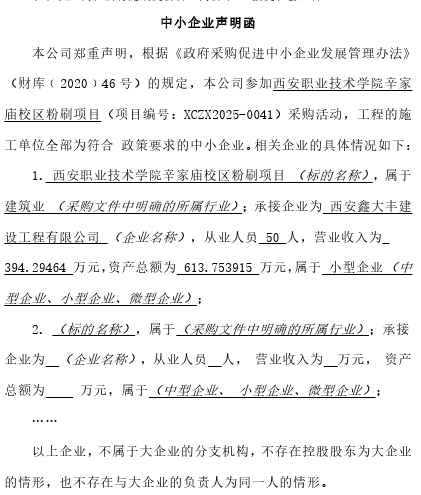 中小企业声明函
本公司郑重声明，根据《政府采购促进中小企业发展管理办法》
（财库﹝2020﹞46 号）的规定，本公司参加西安职业技术学院辛家
庙校区粉刷项目（项目编号：XCZX2025-0041）采购活动，工程的施
工单位全部为符合 政策要求的中小企业。相关企业的具体情况如下：
1. 西安职业技术学院辛家庙校区粉刷项目 （标的名称），属于
建筑业 （采购文件中明确的所属行业）；承接企业为 西安鑫大丰建
设工程有限公司 （企业名称），从业人员 50 人，营业收入为
394.29464 万元，资产总额为 613.753915 万元，属于 小型企业（中
型企业、小型企业、微型企业）；
2. （标的名称），属于（采购文件中明确的所属行业）；承接
企业为__（企业名称），从业人员__人， 营业收入为__万元， 资产
总额为____ 万元，属于（中型企业、 小型企业、微型企业）；
……
以上企业，不属于大企业的分支机构，不存在控股股东为大企业
的情形，也不存在与大企业的负责人为同一人的情形。